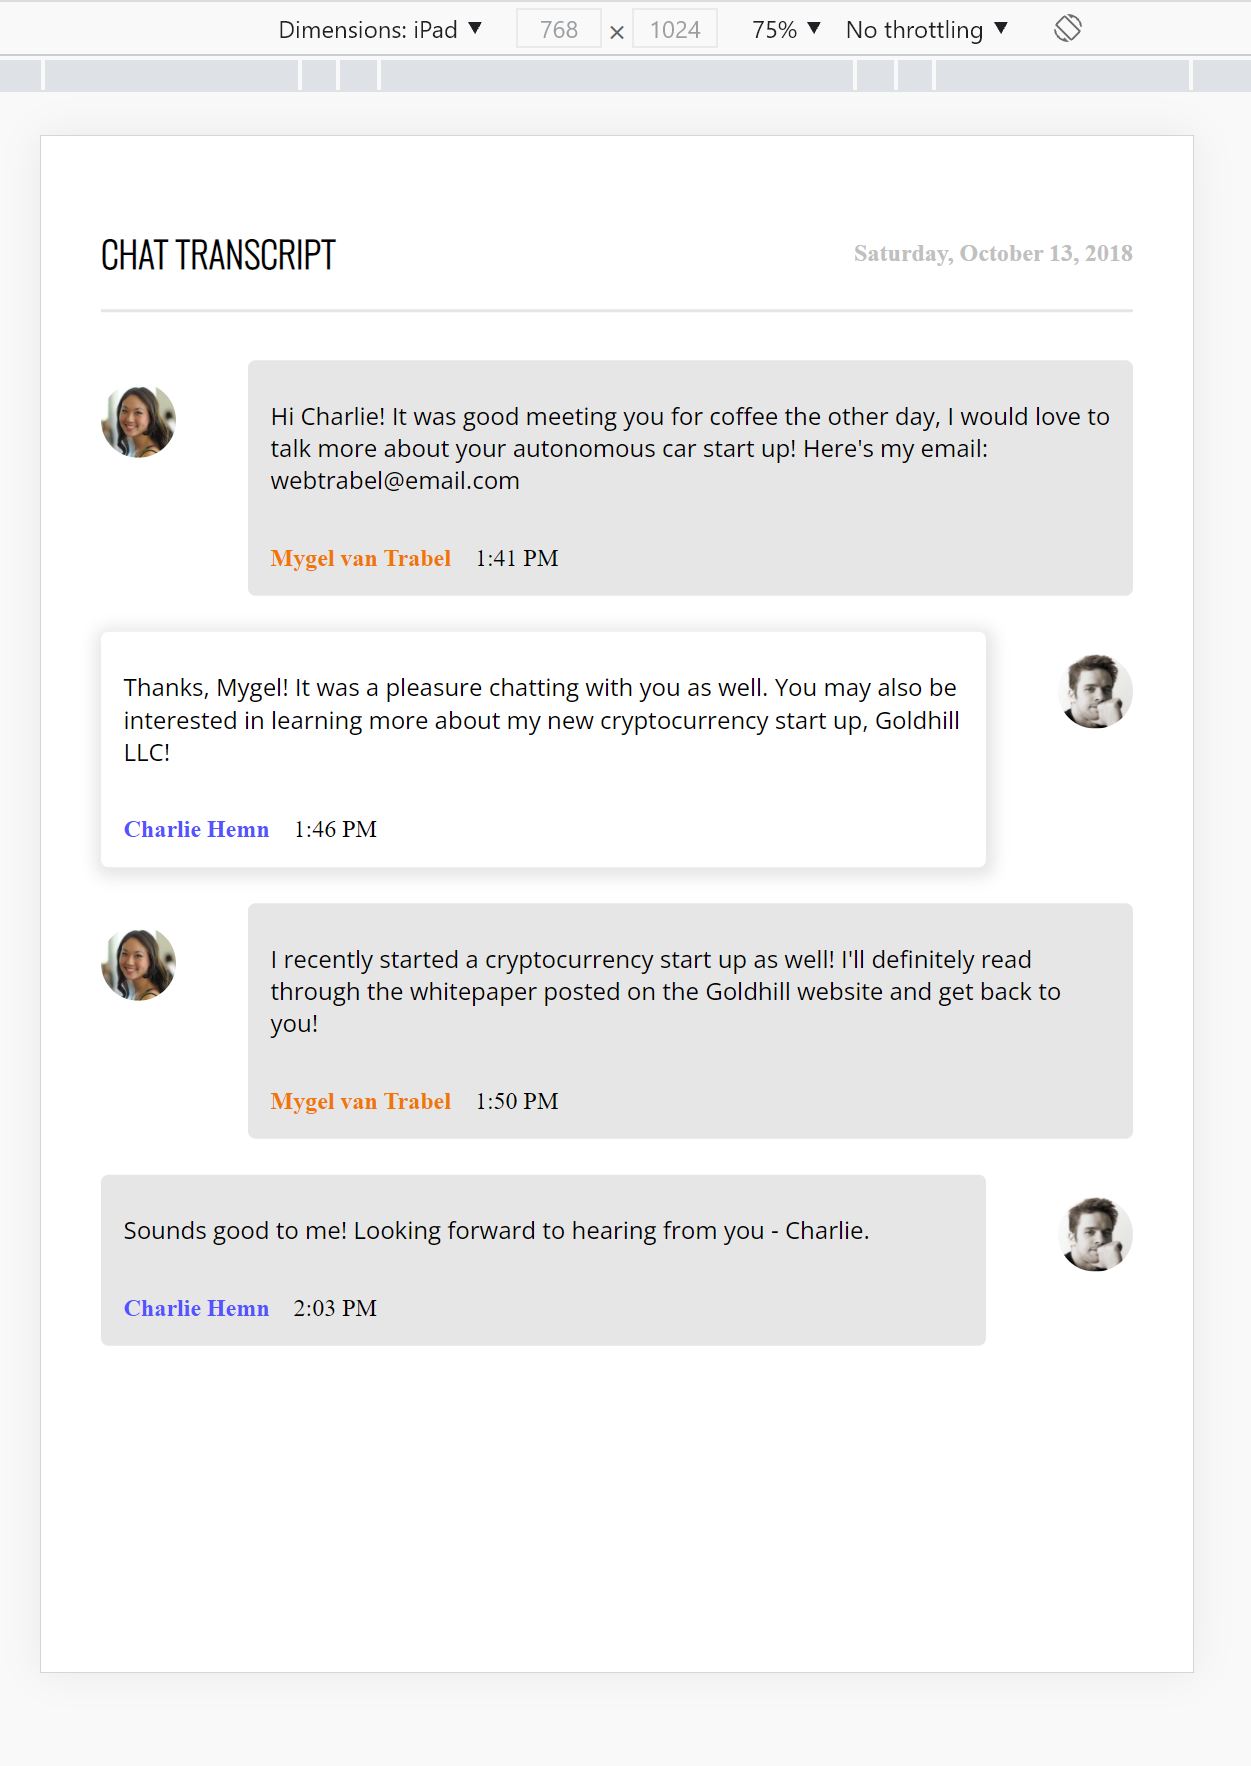 Dimensions: iPad ▼ 768 × 1024 75% ▼ No throttling ▼
CHAT TRANSCRIPT
Saturday, October 13, 2018
Hi Charlie! It was good meeting you for coffee the other day, I would love to
talk more about your autonomous car start up! Here's my email:
webtrabel@email.com
Mygel van Trabel 1:41 PM
Thanks, Mygel! It was a pleasure chatting with you as well. You may also be
interested in learning more about my new cryptocurrency start up, Goldhill
LLC!
Charlie Hemn 1:46 PM
I recently started a cryptocurrency start up as well! I'll definitely read
through the whitepaper posted on the Goldhill website and get back to
you!
Mygel van Trabel 1:50 PM
Sounds good to me! Looking forward to hearing from you - Charlie.
Charlie Hemn 2:03 PM